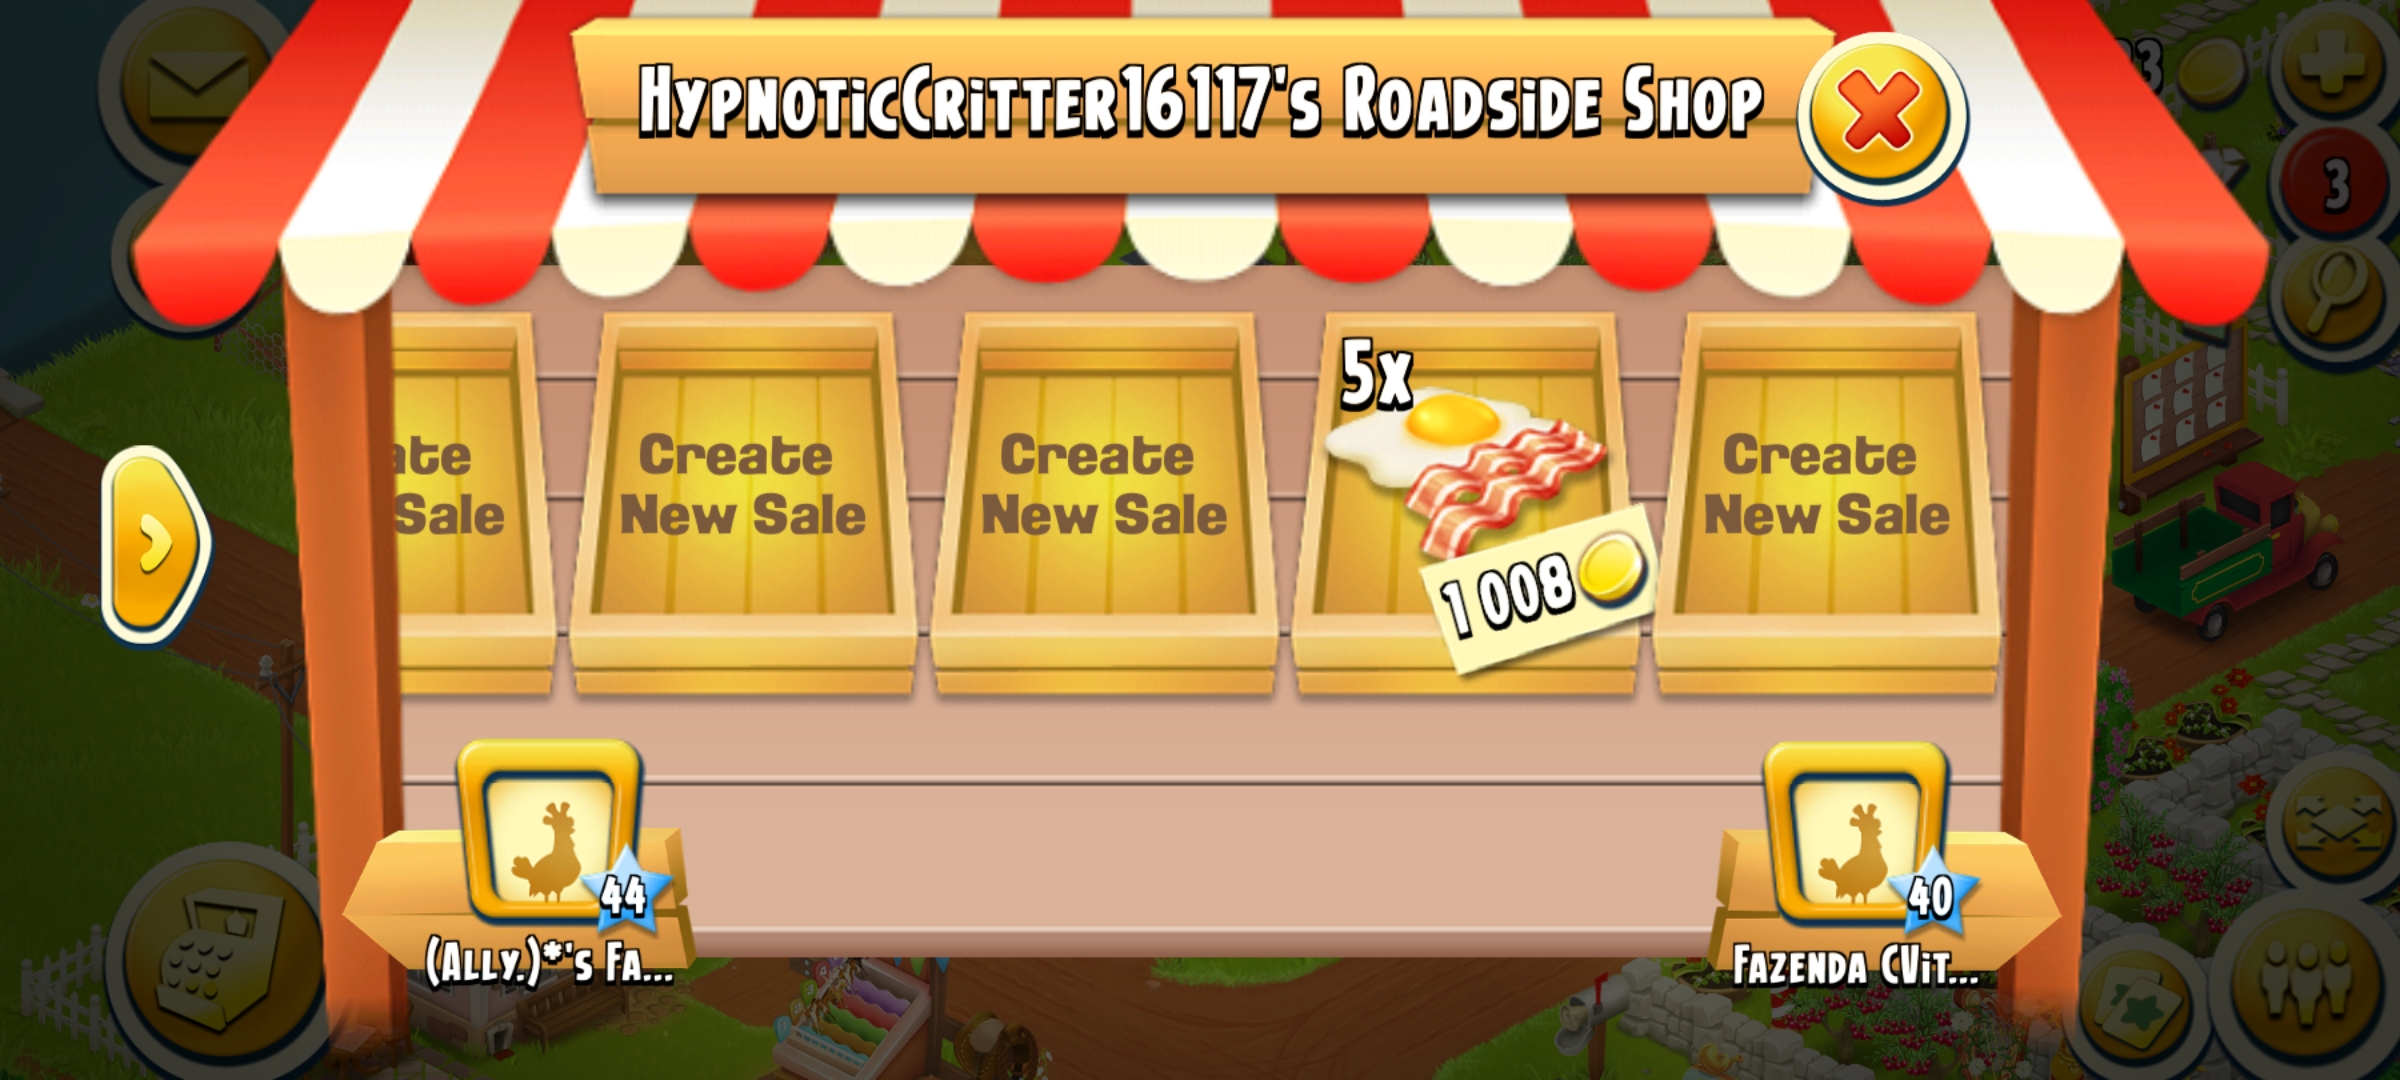 HypnoticCritter16117's Roadside Shop
3
3
ate
Sale
Create
New Sale
Create
New Sale
5x
1 008
Create
New Sale
44
(Ally.)*'s Fa...
40
Fazenda CVit...